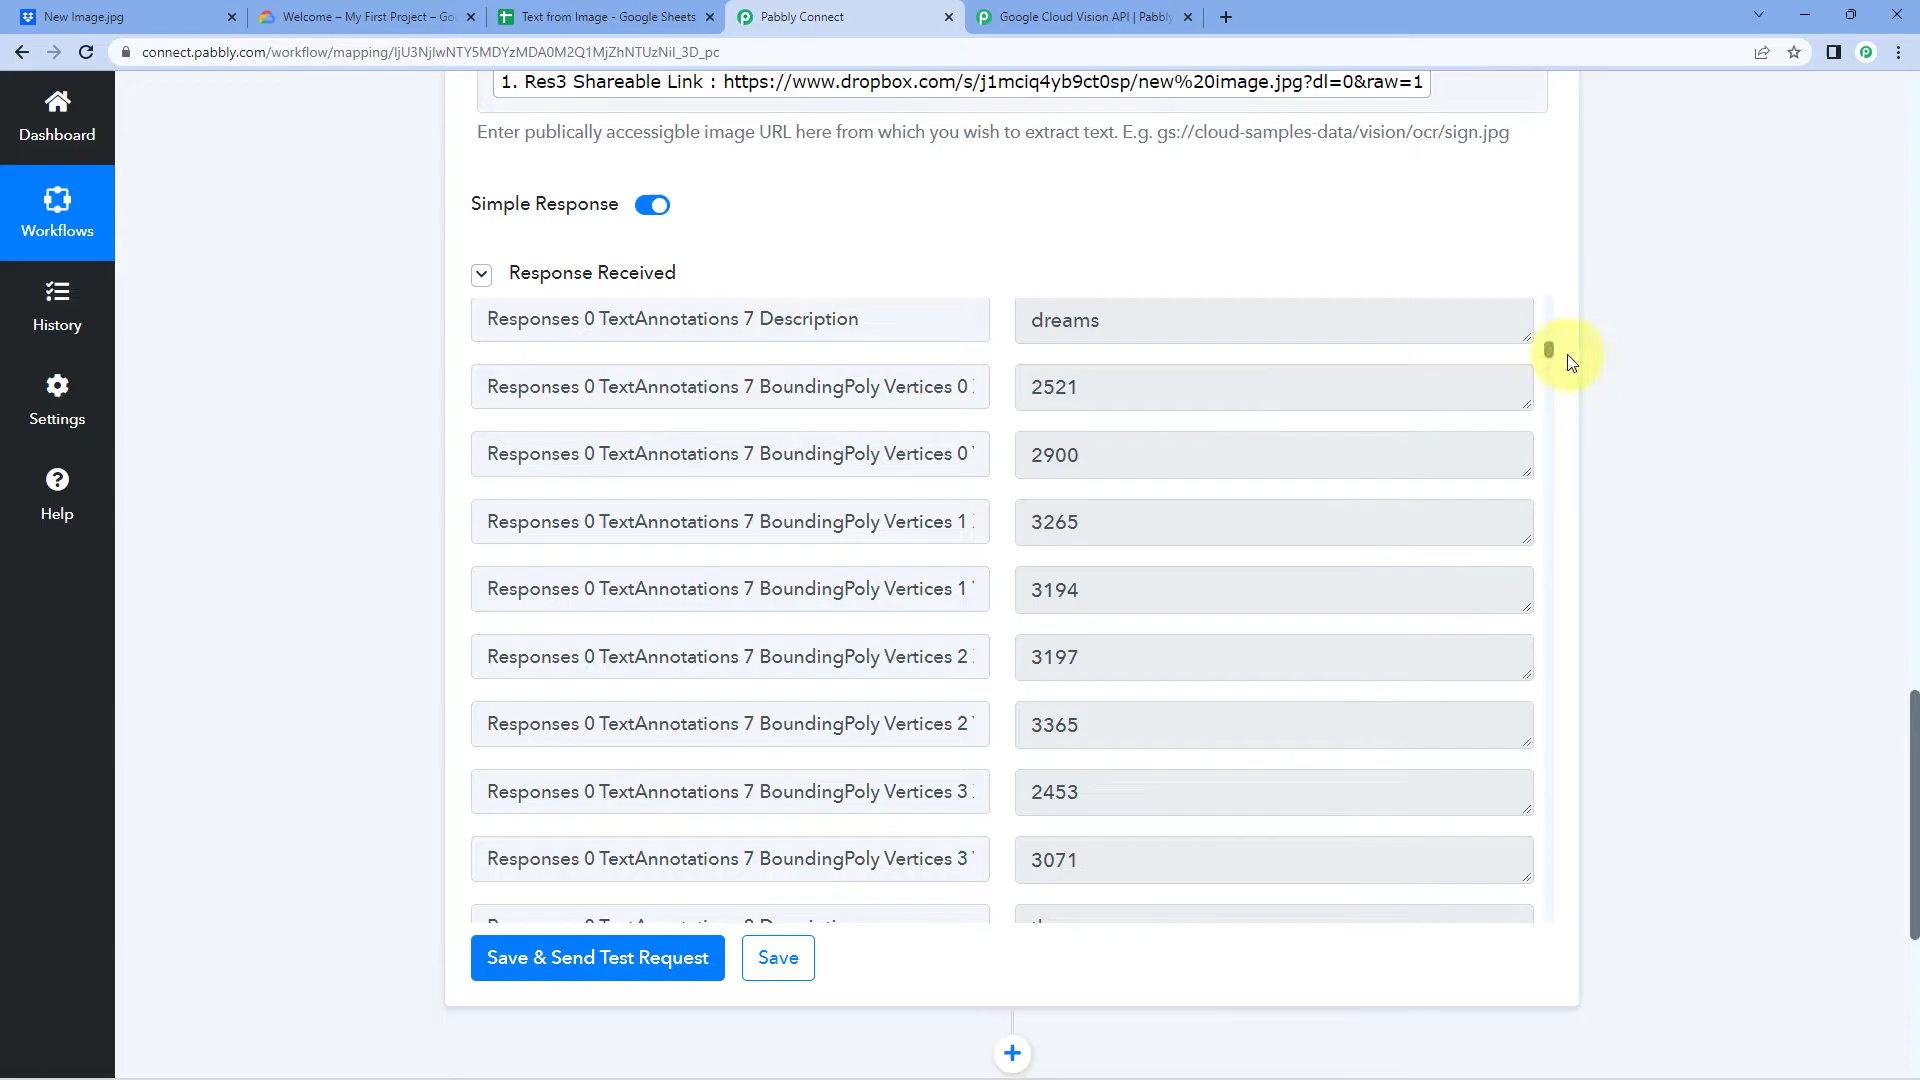 New Image.jpg
Welcome – My First Project – Go
Text from Image - Google Sheets
Pabbly Connect
Google Cloud Vision API | Pabbly
connect.pabbly.com/workflow/mapping/IjU3NjIwNTY5MDYzMDA0M2Q1MjZhNTUzNiI_3D_pc
Dashboard
Workflows
History
Settings
Help
1. Res3 Shareable Link : https://www.dropbox.com/s/j1mciq4yb9ct0sp/new%20image.jpg?dl=0&raw=1
Enter publically accessigble image URL here from which you wish to extract text. E.g. gs://cloud-samples-data/vision/ocr/sign.jpg
Simple Response
Response Received
Responses 0 TextAnnotations 7 Description
dreams
Responses 0 TextAnnotations 7 BoundingPoly Vertices 0
2521
Responses 0 TextAnnotations 7 BoundingPoly Vertices 0
2900
Responses 0 TextAnnotations 7 BoundingPoly Vertices 1
3265
Responses 0 TextAnnotations 7 BoundingPoly Vertices 1
3194
Responses 0 TextAnnotations 7 BoundingPoly Vertices 2
3197
Responses 0 TextAnnotations 7 BoundingPoly Vertices 2
3365
Responses 0 TextAnnotations 7 BoundingPoly Vertices 3
2453
Responses 0 TextAnnotations 7 BoundingPoly Vertices 3
3071
Save & Send Test Request
Save